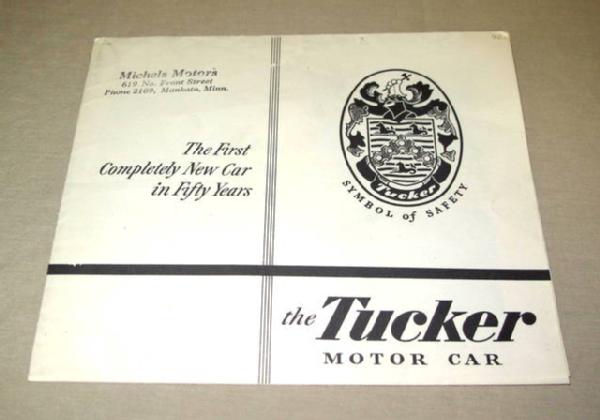 Michels Motors
619 No. Front Street
Phone 2109, Mankato, Minn.
The First
Completely New Car
in Fifty Years
Tucker
SYMBOL of SAFETY
the Tucker
MOTOR CAR